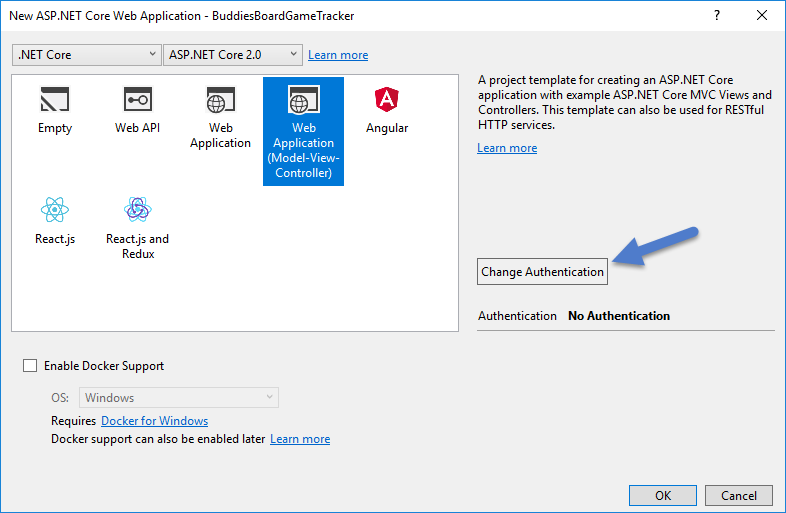 New ASP.NET Core Web Application - BuddiesBoardGameTracker
.NET Core
ASP.NET Core 2.0
Learn more
Empty
Web API
Web
Application
Web
Application
(Model-View-
Controller)
Angular
React.js
React.js and
Redux
A project template for creating an ASP.NET Core
application with example ASP.NET Core MVC Views and
Controllers. This template can also be used for RESTful
HTTP services.
Learn more
Change Authentication
Authentication No Authentication
Enable Docker Support
OS: Windows
Requires Docker for Windows
Docker support can also be enabled later Learn more
OK
Cancel